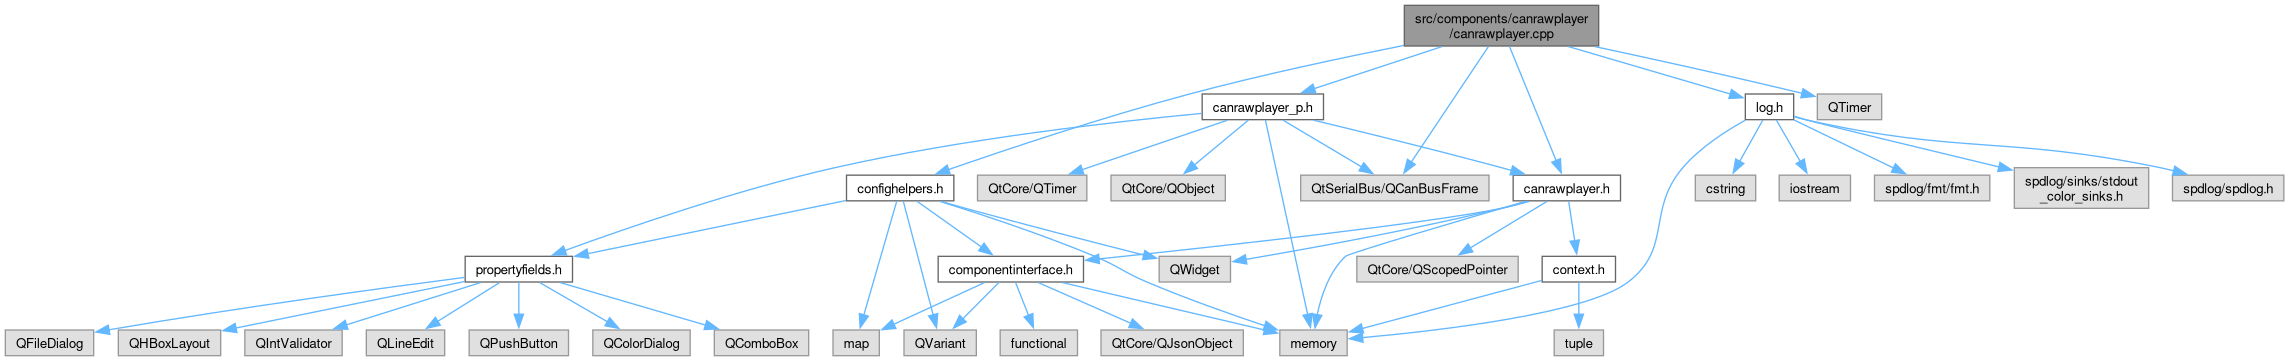 src/components/canrawplayer
/canrawplayer.cpp
canrawplayer_p.h
log.h
QTimer
confighelpers.h
QtCore/QTimer
QtCore/QObject
QtSerialBus/QCanBusFrame
canrawplayer.h
cstring
iostream
spdlog/fmt/fmt.h
spdlog/sinks/stdout
_color_sinks.h
spdlog/spdlog.h
propertyfields.h
componentinterface.h
QWidget
QtCore/QScopedPointer
context.h
QFileDialog
QHBoxLayout
QIntValidator
QLineEdit
QPushButton
QColorDialog
QComboBox
map
QVariant
functional
QtCore/QJsonObject
memory
tuple